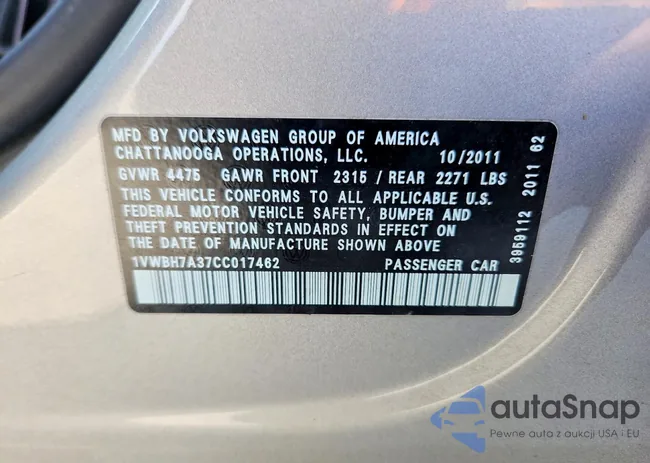 MFD BY VOLKSWAGEN GROUP OF AMERICA
CHATTANOOGA OPERATIONS, LLC. 10/2011
GVWR 4475 GAWR FRONT 2315 / REAR 2271 LBS
THIS VEHICLE CONFORMS TO ALL APPLICABLE U.S.
FEDERAL MOTOR VEHICLE SAFETY, BUMPER AND
THEFT PREVENTION STANDARDS IN EFFECT ON
THE DATE OF MANUFACTURE SHOWN ABOVE
1VWBH7A37CC017462 PASSENGER CAR
3959112 2011 62
autaSnap
Pewne auta z aukcji USA i EU